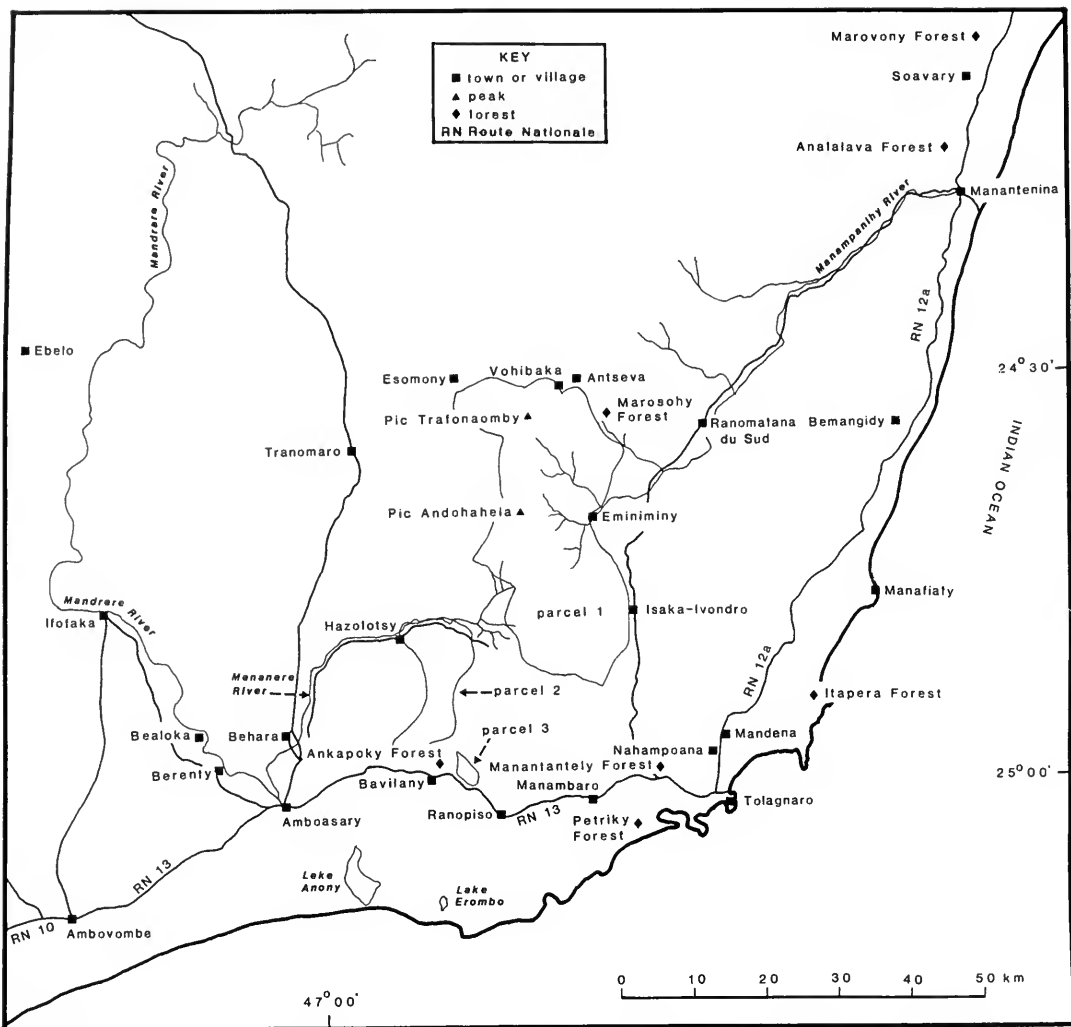 KEY
■ town or village
▲ peak
◆ forest
RN Route Nationale
Marovony Forest
Soavary
Analalava Forest
Manantenina
Mandrare River
Manampanihy River
RN 12a
Ebelo
24° 30'
Esomony
Vohibaka
Antseva
Marosohy
Forest
Pic Trafonaomby
Ranomatana
du Sud
Bemangidy
INDIAN OCEAN
Tranomaro
Pic Andohahela
Eminiminy
Manafiafy
Mandrare River
Ifotaka
parcel 1
Isaka-Ivondro
Hazofotsy
Mananere
River
parcel 2
RN 12a
Itapera Forest
Bealoka
Behara
parcel 3
Mandena
Ankapoky Forest
Nahampoana
Berenty
Manantantely Forest
25° 00'
Bavilany
Manambaro
Amboasary
Ranopiso
RN 13
Tolagnaro
Petriky
Forest
RN 13
Lake
Anony
Lake
Erombo
RN 10
Ambovombe
0 10 20 30 40 50 km
47° 00'